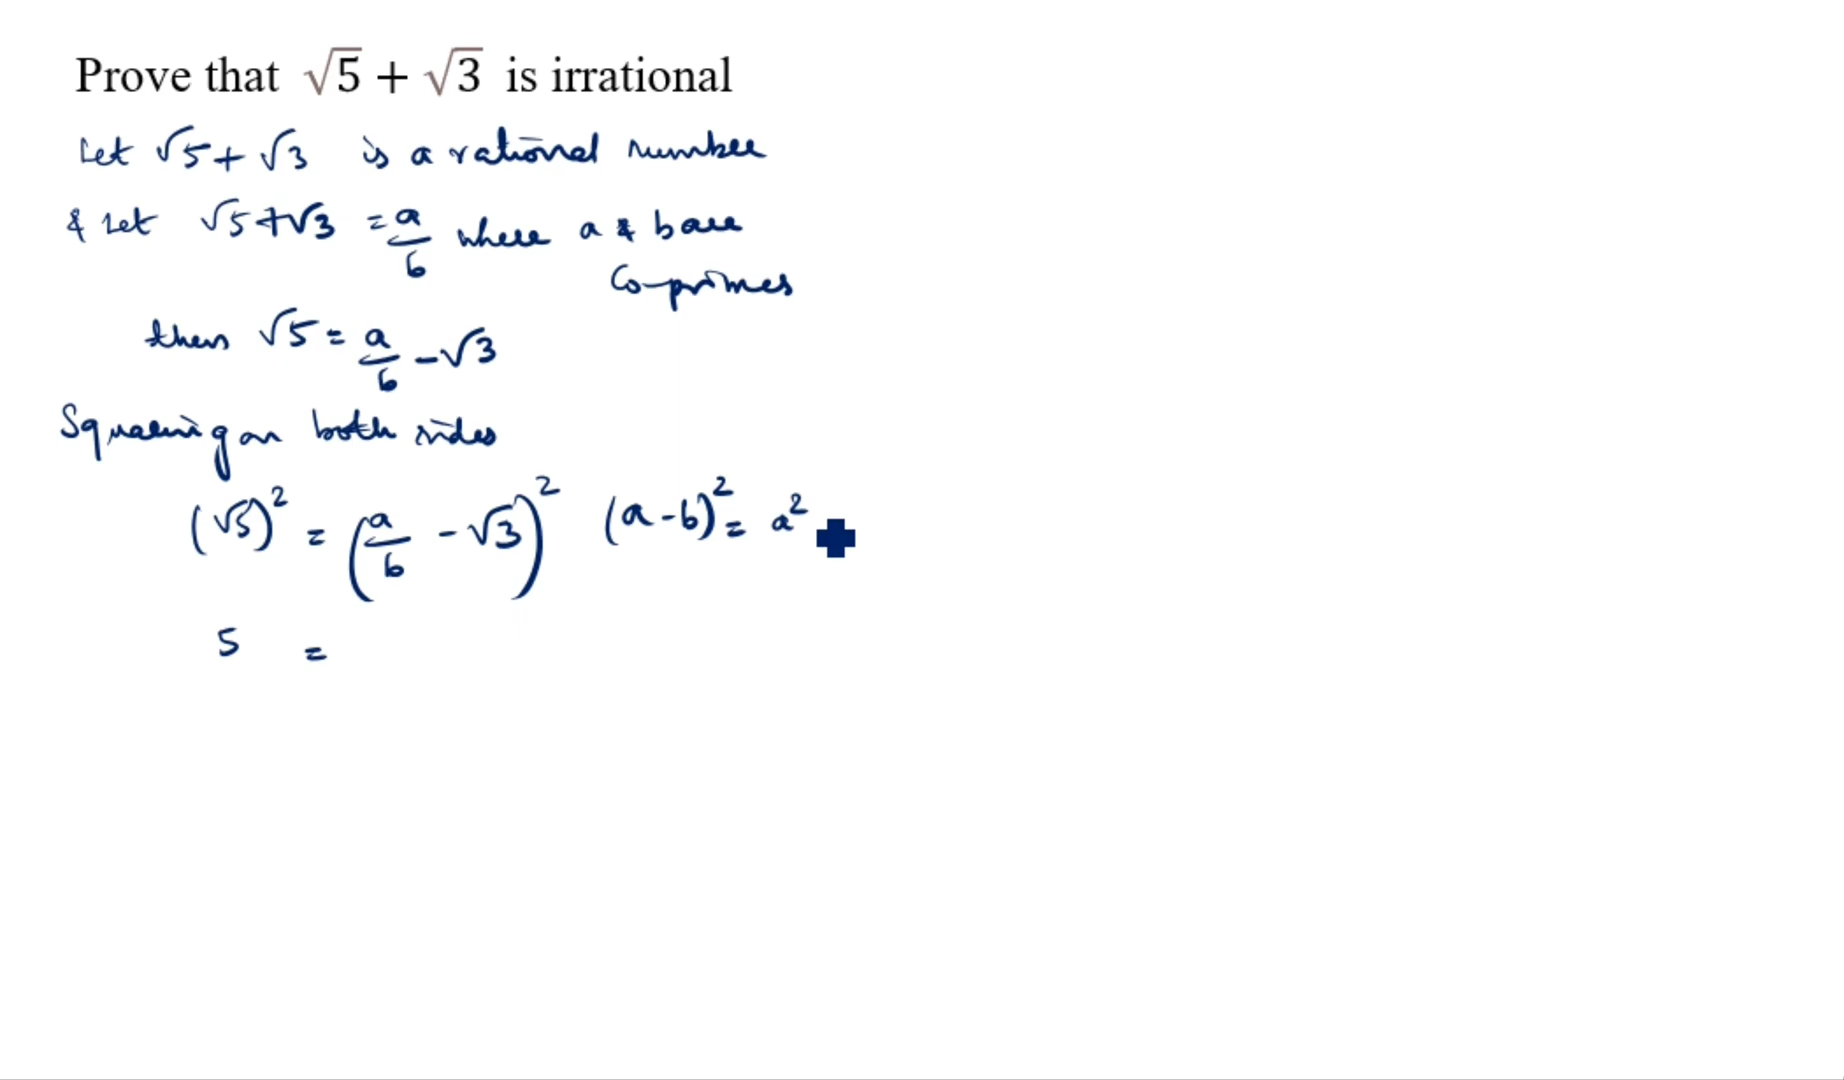 Prove that √5 + √3 is irrational
Let √5 + √3 is a rational number
& Let √5 + √3 = a/b where a & b are
Co-primes
then √5 = a/b - √3
Squaring on both sides
(√5)² = (a/b - √3)² (a - b)² = a²
5 =